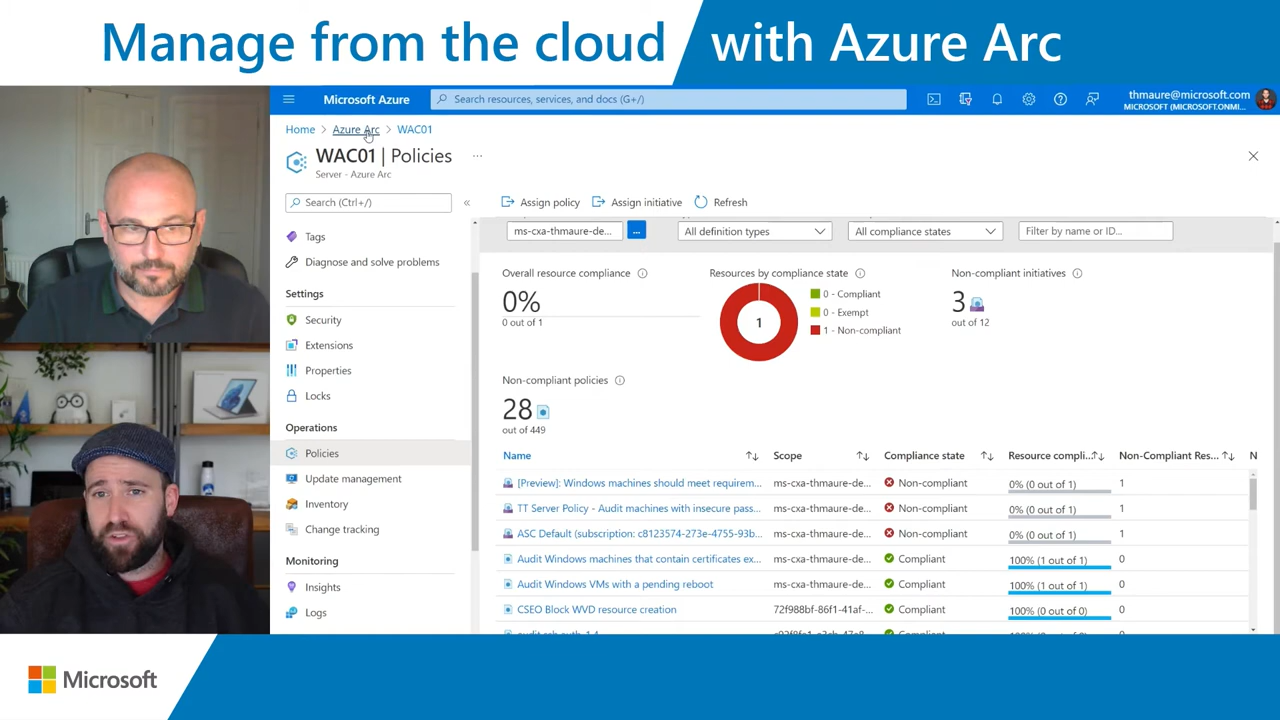 Manage from the cloud with Azure Arc
Microsoft Azure
Search resources, services, and docs (G+/)
thmaure@microsoft.com
MICROSOFT (MICROSOFT.ONMI...
Home > Azure Arc > WAC01
WAC01 | Policies ...
Server - Azure Arc
Search (Ctrl+/)
«
Assign policy
Assign initiative
Refresh
Tags
Diagnose and solve problems
Settings
Security
Extensions
Properties
Locks
Operations
Policies
Update management
Inventory
Change tracking
Monitoring
Insights
Logs
ms-cxa-thmaure-de...
...
All definition types
All compliance states
Filter by name or ID...
Overall resource compliance
0%
0 out of 1
Resources by compliance state
1
0 - Compliant
0 - Exempt
1 - Non-compliant
Non-compliant initiatives
3
out of 12
Non-compliant policies
28
out of 449
Name Scope Compliance state Resource compli... Non-Compliant Res... N
[Preview]: Windows machines should meet requirem... ms-cxa-thmaure-de... Non-compliant 0% (0 out of 1) 1
TT Server Policy - Audit machines with insecure pass... ms-cxa-thmaure-de... Non-compliant 0% (0 out of 1) 1
ASC Default (subscription: c8123574-273e-4755-93b... ms-cxa-thmaure-de... Non-compliant 0% (0 out of 1) 1
Audit Windows machines that contain certificates ex... ms-cxa-thmaure-de... Compliant 100% (1 out of 1) 0
Audit Windows VMs with a pending reboot ms-cxa-thmaure-de... Compliant 100% (1 out of 1) 0
CSEO Block WVD resource creation 72f988bf-86f1-41af-... Compliant 100% (0 out of 0) 0
Microsoft